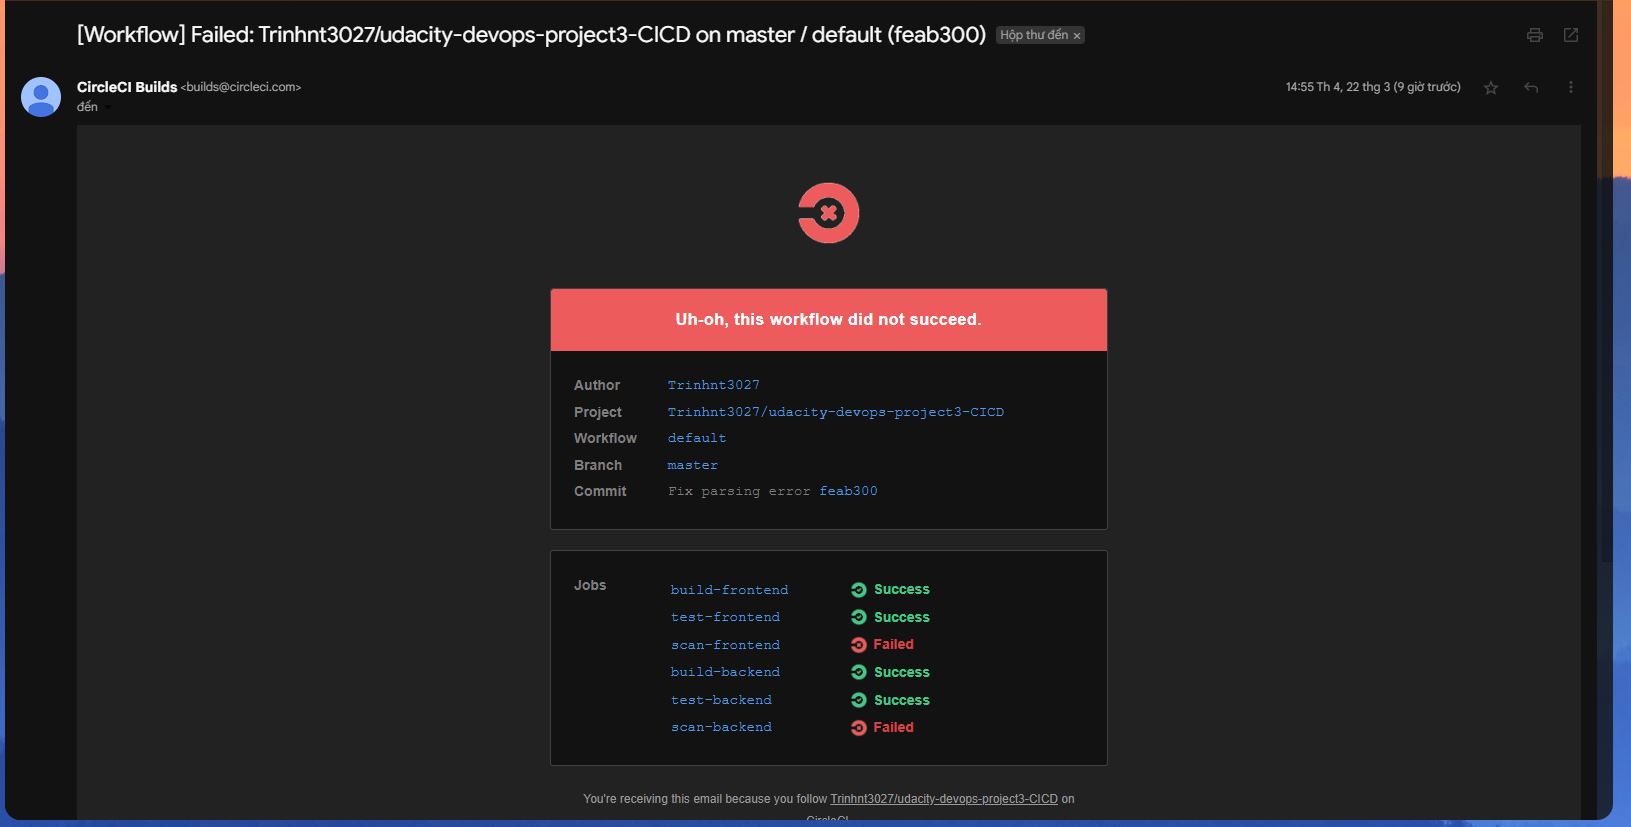 [Workflow] Failed: Trinhnt3027/udacity-devops-project3-CICD on master / default (feab300) Hộp thư đến ×
CircleCI Builds <builds@circleci.com> 14:55 Th 4, 22 thg 3 (9 giờ trước)
đến
Uh-oh, this workflow did not succeed.
Author Trinhnt3027
Project Trinhnt3027/udacity-devops-project3-CICD
Workflow default
Branch master
Commit Fix parsing error feab300
Jobs build-frontend Success
test-frontend Success
scan-frontend Failed
build-backend Success
test-backend Success
scan-backend Failed
You're receiving this email because you follow Trinhnt3027/udacity-devops-project3-CICD on
CircleCI